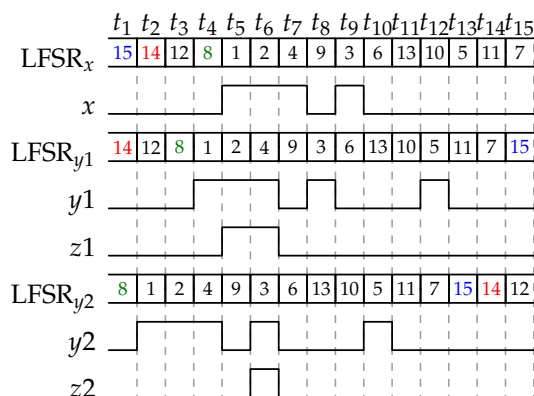 t1 t2 t3 t4 t5 t6 t7 t8 t9 t10 t11 t12 t13 t14 t15
LFSRx 15 14 12 8 1 2 4 9 3 6 13 10 5 11 7
x
LFSRy1 14 12 8 1 2 4 9 3 6 13 10 5 11 7 15
y1
z1
LFSRy2 8 1 2 4 9 3 6 13 10 5 11 7 15 14 12
y2
z2